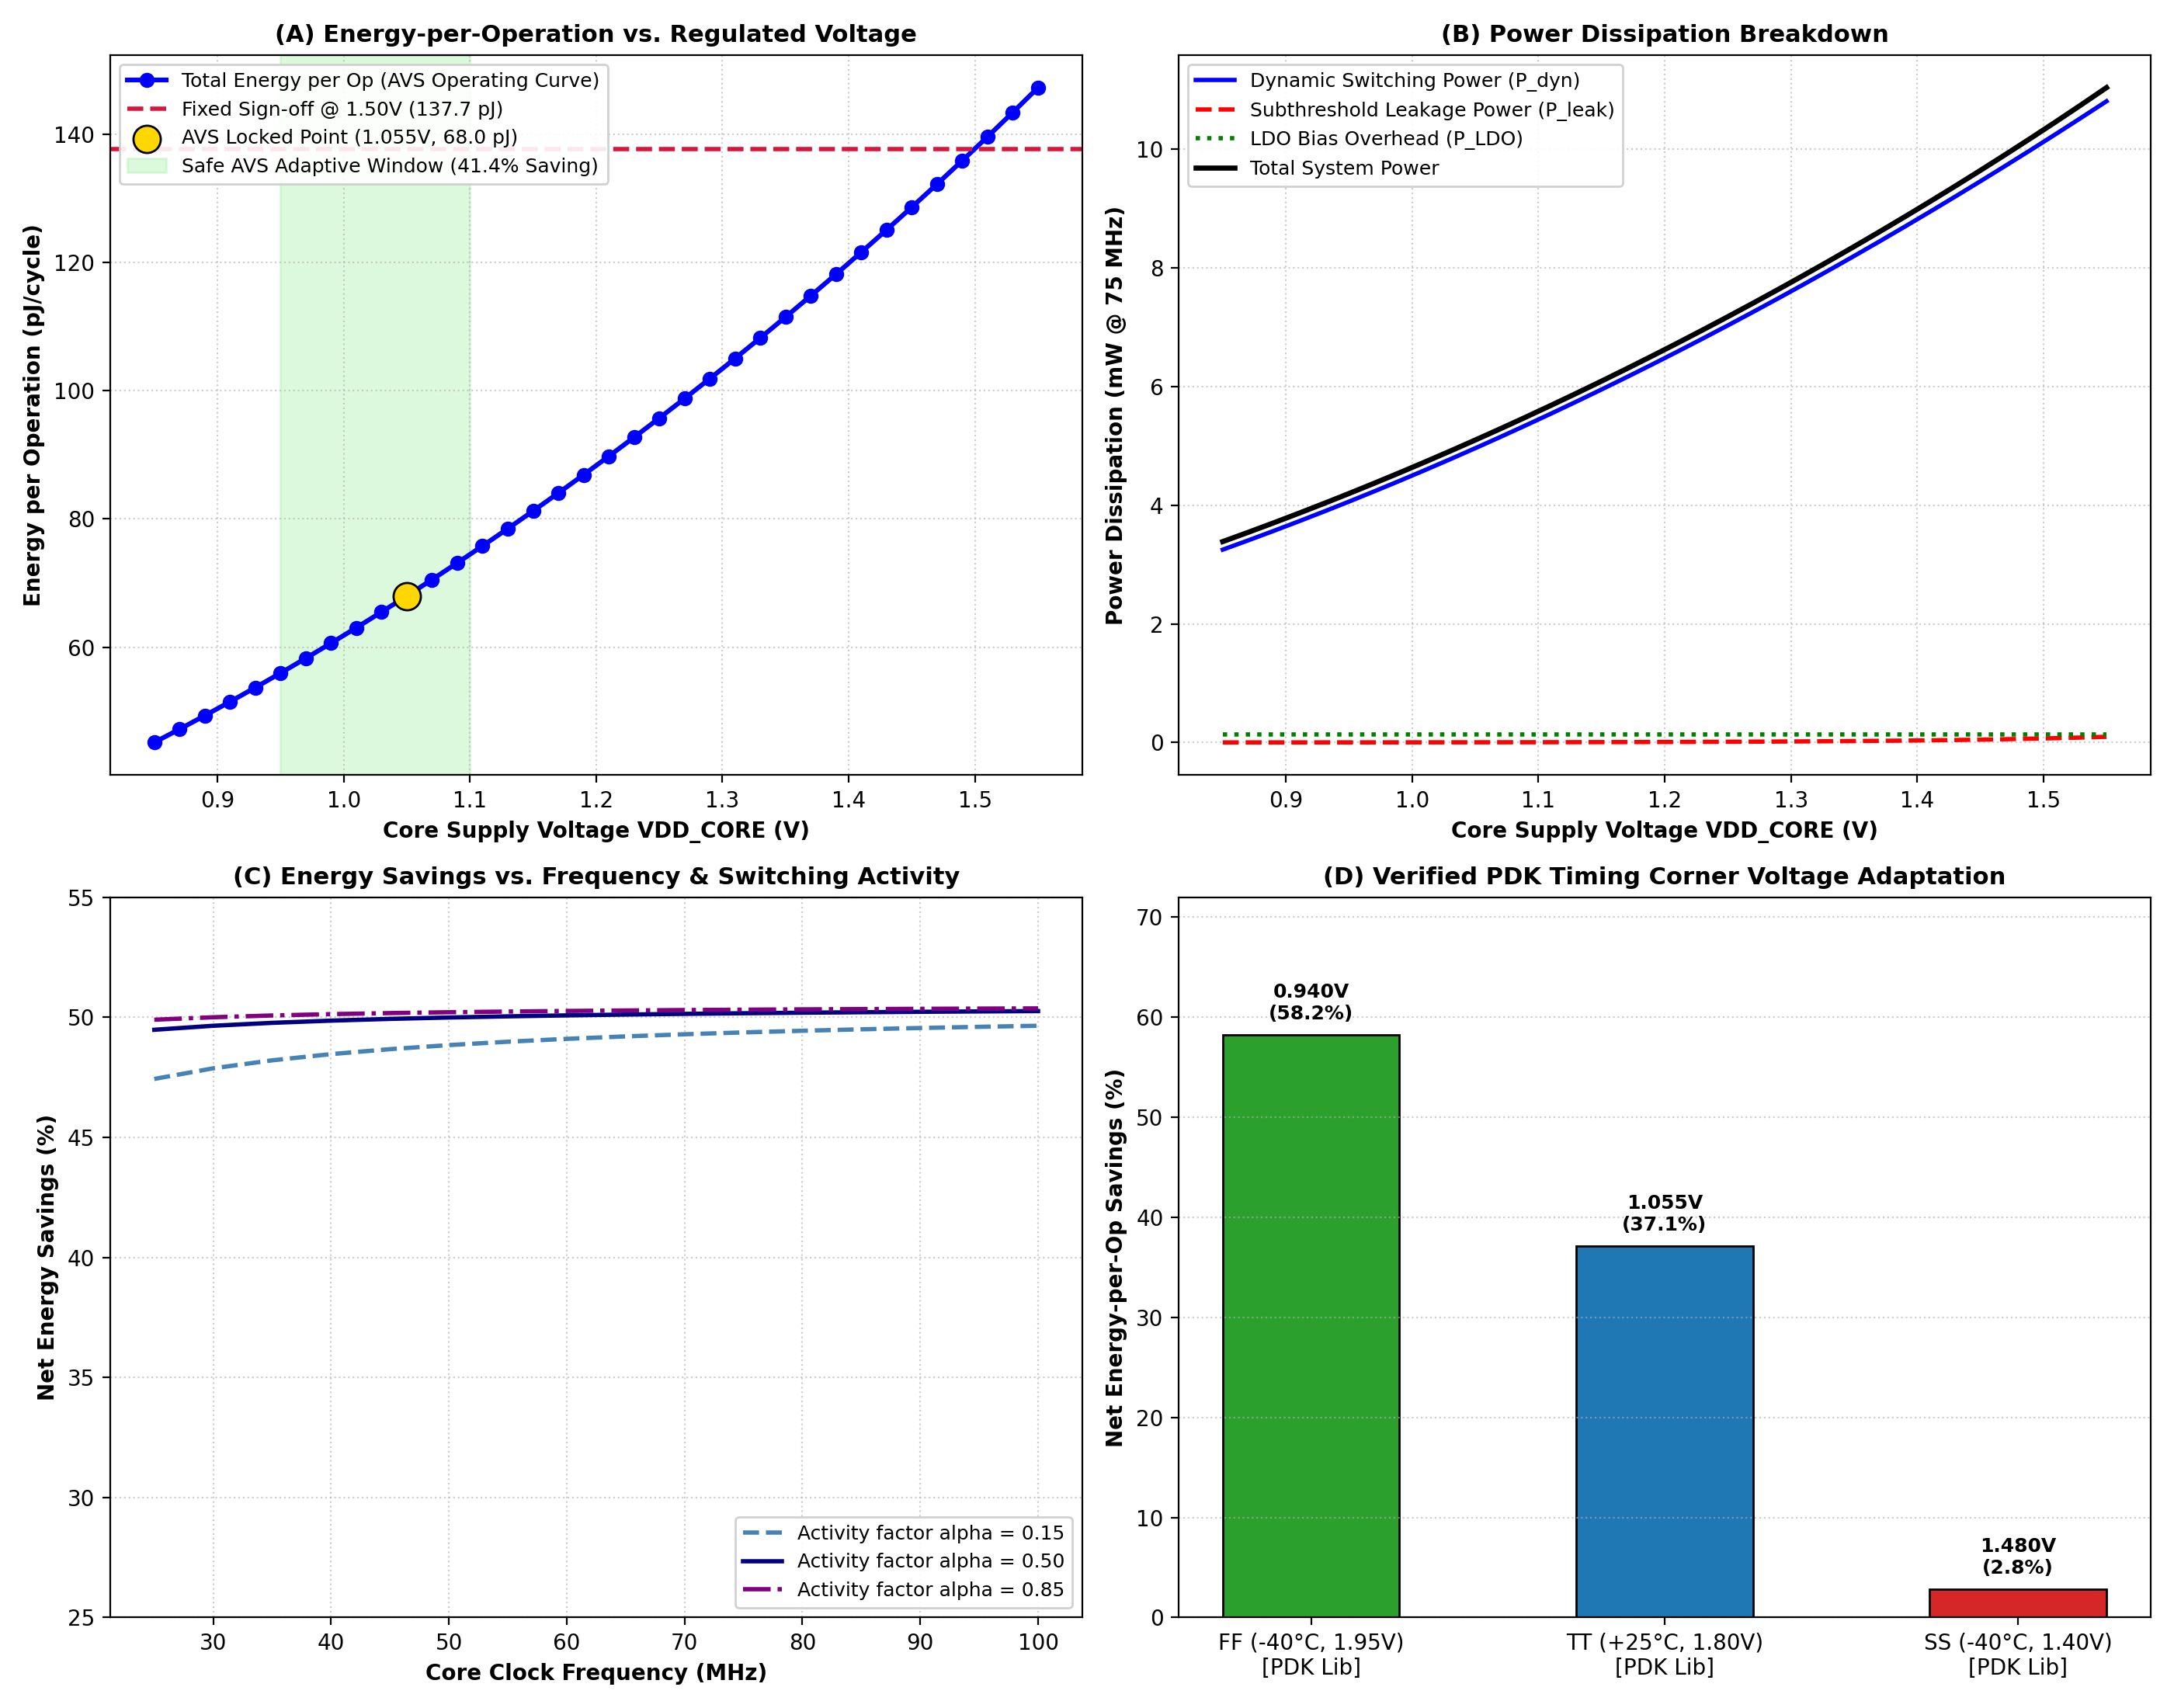 (A) Energy-per-Operation vs. Regulated Voltage
Total Energy per Op (AVS Operating Curve)
Fixed Sign-off @ 1.50V (137.7 pJ)
AVS Locked Point (1.055V, 68.0 pJ)
Safe AVS Adaptive Window (41.4% Saving)
Energy per Operation (pJ/cycle)
140
120
100
80
60
0.9 1.0 1.1 1.2 1.3 1.4 1.5
Core Supply Voltage VDD_CORE (V)
(B) Power Dissipation Breakdown
Dynamic Switching Power (P_dyn)
Subthreshold Leakage Power (P_leak)
LDO Bias Overhead (P_LDO)
Total System Power
Power Dissipation (mW @ 75 MHz)
10
8
6
4
2
0
0.9 1.0 1.1 1.2 1.3 1.4 1.5
Core Supply Voltage VDD_CORE (V)
(C) Energy Savings vs. Frequency & Switching Activity
Net Energy Savings (%)
55
50
45
40
35
30
25
Activity factor alpha = 0.15
Activity factor alpha = 0.50
Activity factor alpha = 0.85
30 40 50 60 70 80 90 100
Core Clock Frequency (MHz)
(D) Verified PDK Timing Corner Voltage Adaptation
Net Energy-per-Op Savings (%)
70
60
50
40
30
20
10
0
0.940V
(58.2%)
1.055V
(37.1%)
1.480V
(2.8%)
FF (-40°C, 1.95V)
[PDK Lib]
TT (+25°C, 1.80V)
[PDK Lib]
SS (-40°C, 1.40V)
[PDK Lib]